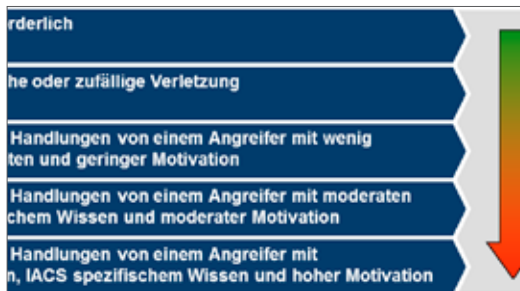 rderlich
he oder zufällige Verletzung
Handlungen von einem Angreifer mit wenig
ten und geringer Motivation
Handlungen von einem Angreifer mit moderaten
chem Wissen und moderater Motivation
Handlungen von einem Angreifer mit
n, IACS spezifischem Wissen und hoher Motivation